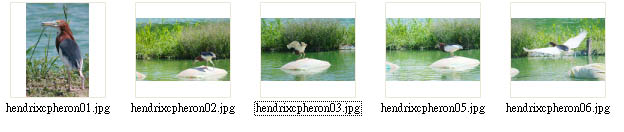 hendrixcpheron01.jpg
hendrixcpheron02.jpg
hendrixcpheron03.jpg
hendrixcpheron05.jpg
hendrixcpheron06.jpg